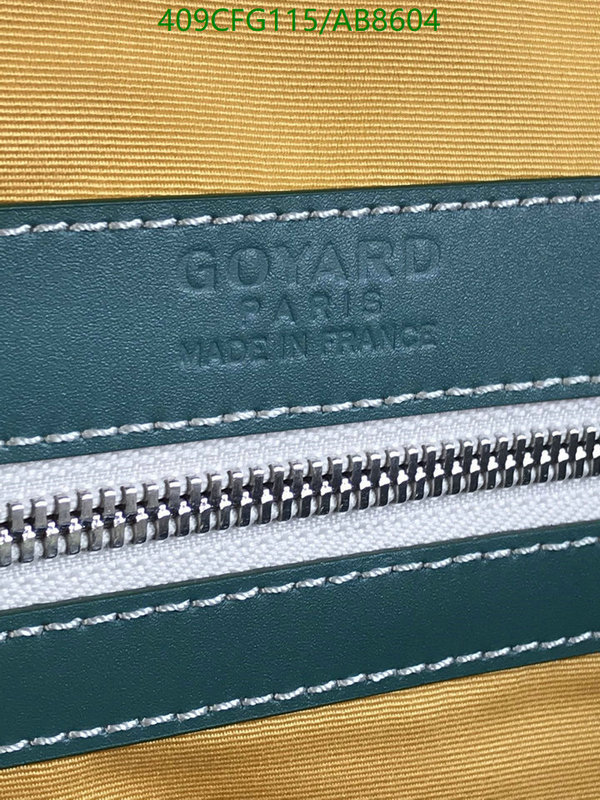 409CFG115/AB8604
GOYARD
PARIS
MADE IN FRANCE